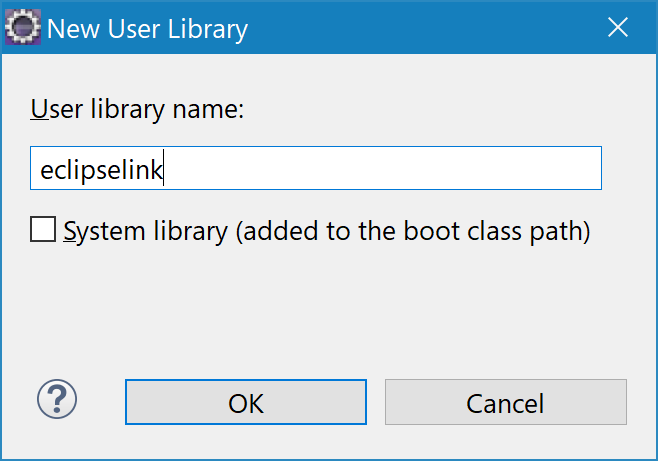 New User Library
User library name:
eclipselink
System library (added to the boot class path)
?
OK
Cancel